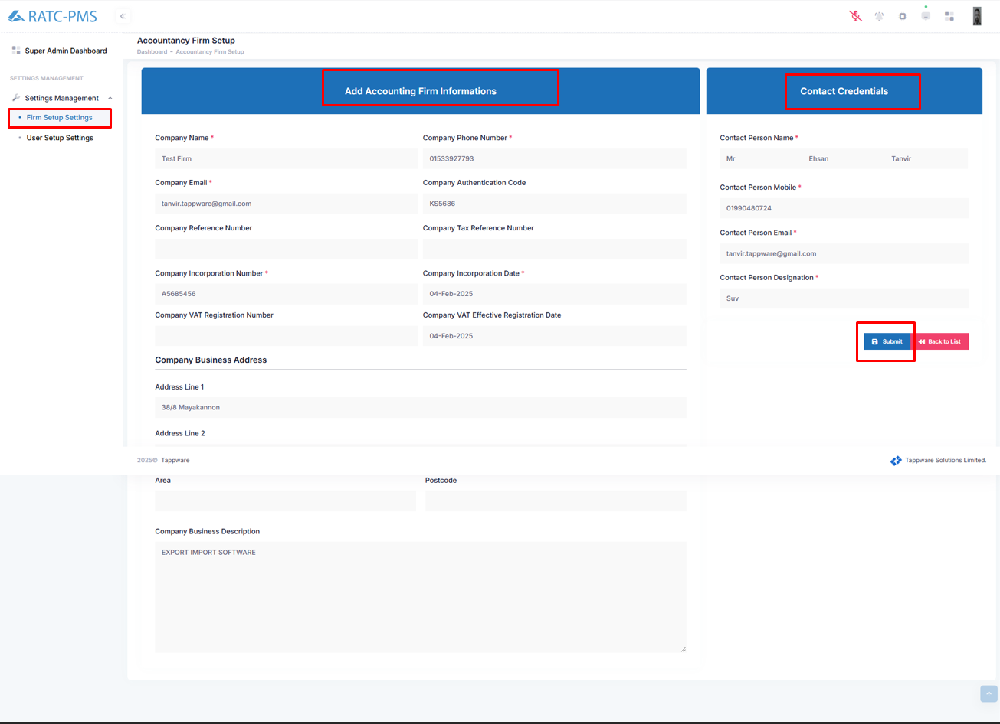 RATC-PMS
Super Admin Dashboard
SETTINGS MANAGEMENT
Settings Management
Firm Setup Settings
User Setup Settings
Accountancy Firm Setup
Dashboard - Accountancy Firm Setup
Add Accounting Firm Informations
Company Name *
Company Phone Number *
Test Firm
01533927793
Company Email *
Company Authentication Code
tanvir.tappware@gmail.com
KS5686
Company Reference Number
Company Tax Reference Number
Company Incorporation Number *
Company Incorporation Date *
A5685456
04-Feb-2025
Company VAT Registration Number
Company VAT Effective Registration Date
04-Feb-2025
Company Business Address
Address Line 1
38/8 Mayakannon
Address Line 2
Contact Credentials
Contact Person Name *
Mr
Ehsan
Tanvir
Contact Person Mobile *
01990480724
Contact Person Email *
tanvir.tappware@gmail.com
Contact Person Designation *
Suv
Submit
Back to List
2025© Tappware
Tappware Solutions Limited.
Area
Postcode
Company Business Description
EXPORT IMPORT SOFTWARE